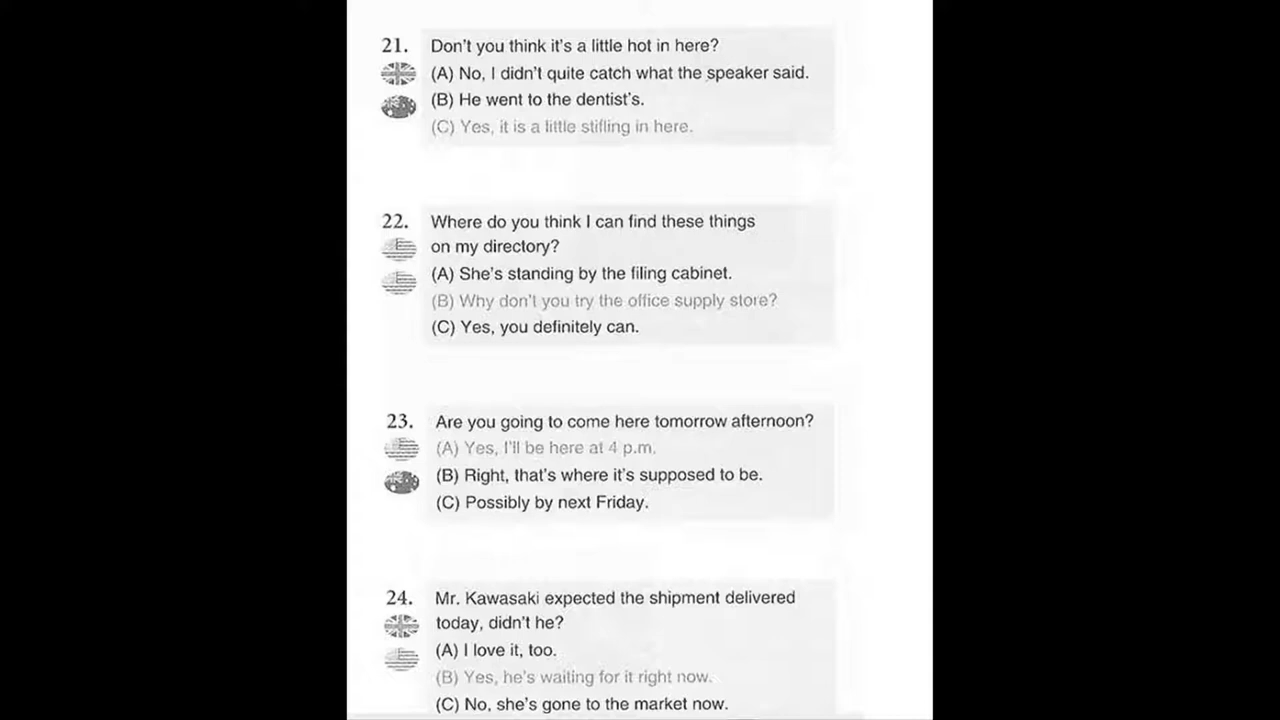 21. Don't you think it's a little hot in here?
(A) No, I didn't quite catch what the speaker said.
(B) He went to the dentist's.
(C) Yes, it is a little stifling in here.
22. Where do you think I can find these things
on my directory?
(A) She's standing by the filing cabinet.
(B) Why don't you try the office supply store?
(C) Yes, you definitely can.
23. Are you going to come here tomorrow afternoon?
(A) Yes, I'll be here at 4 p.m.
(B) Right, that's where it's supposed to be.
(C) Possibly by next Friday.
24. Mr. Kawasaki expected the shipment delivered
today, didn't he?
(A) I love it, too.
(B) Yes, he's waiting for it right now.
(C) No, she's gone to the market now.